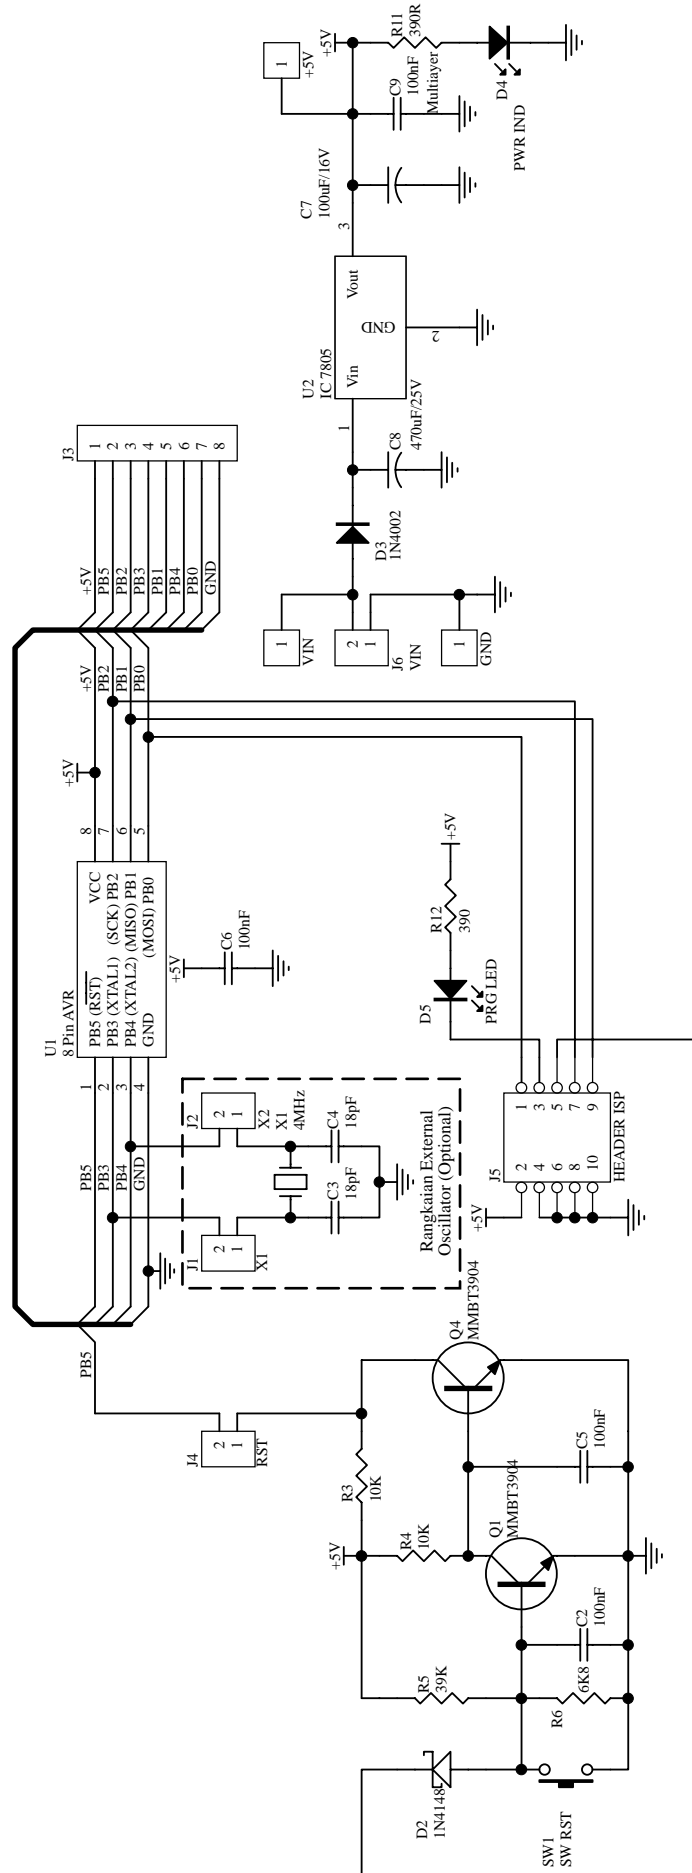 R11
390R
+5V
1
+5V
C9
100nF
Multiayer
D4
PWR IND
C7
100uF/16V
3
Vout
GND
2
Vin
U2
IC 7805
1
C8
470uF/25V
D3
1N4002
1
VIN
2
1
J6
VIN
1
GND
J3
1
2
3
4
5
6
7
8
+5V
PB5
PB2
PB3
PB1
PB4
PB0
GND
+5V
PB2
PB1
PB0
+5V
8
7
6
5
VCC
(SCK) PB2
(MISO) PB1
(MOSI) PB0
U1
8 Pin AVR
PB5 (RST)
PB3 (XTAL1)
PB4 (XTAL2)
GND
1
2
3
4
PB5
PB3
PB4
GND
+5V
C6
100nF
+5V
R12
390
D5
PRG LED
J2
2
1
X2
X1
4MHz
C4
18pF
C3
18pF
J1
2
1
X1
Rangkaian External
Oscillator (Optional)
1
3
5
7
9
2
4
6
8
10
J5
HEADER ISP
+5V
PB5
J4
2
1
RST
Q4
MMBT3904
R3
10K
C5
100nF
+5V
R4
10K
Q1
MMBT3904
C2
100nF
R5
39K
R6
6K8
D2
1N4148
SW1
SW RST